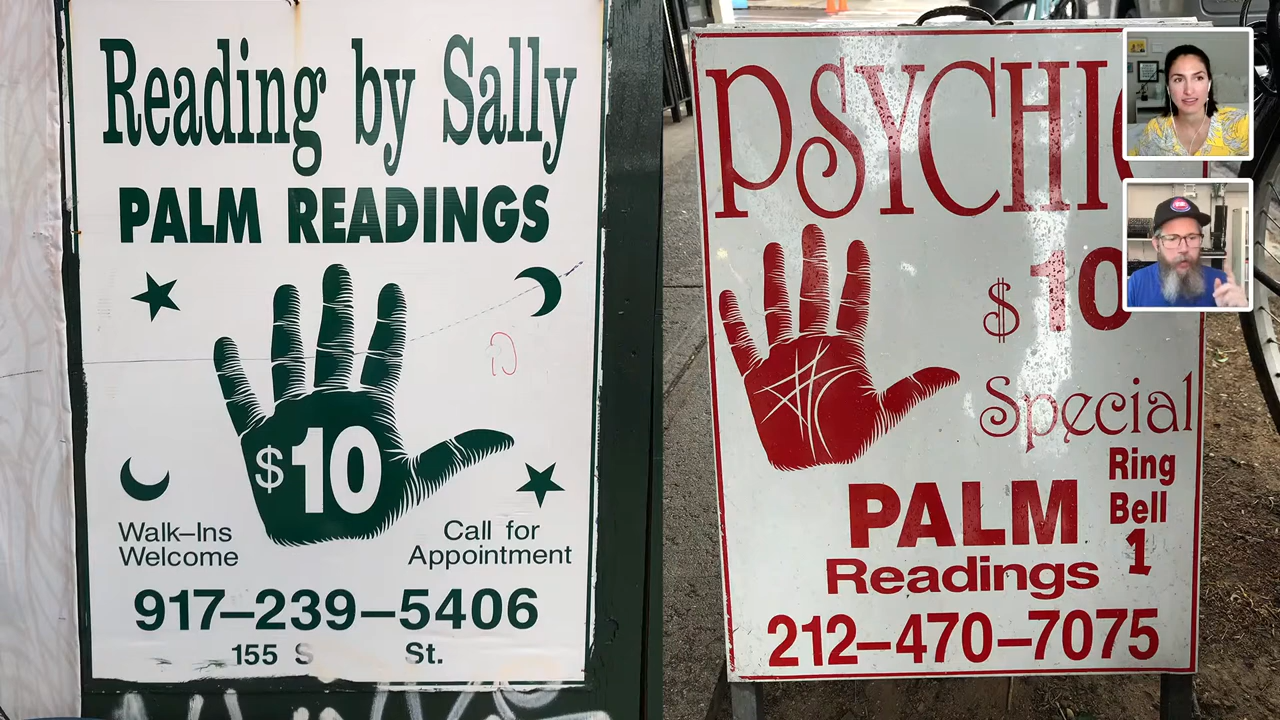 Reading by Sally
PALM READINGS
$10
Walk–Ins
Welcome
Call for
Appointment
917–239–5406
155 S St.
PSYCHIC
$10
Special
Ring
Bell
1
PALM
Readings
212–470–7075